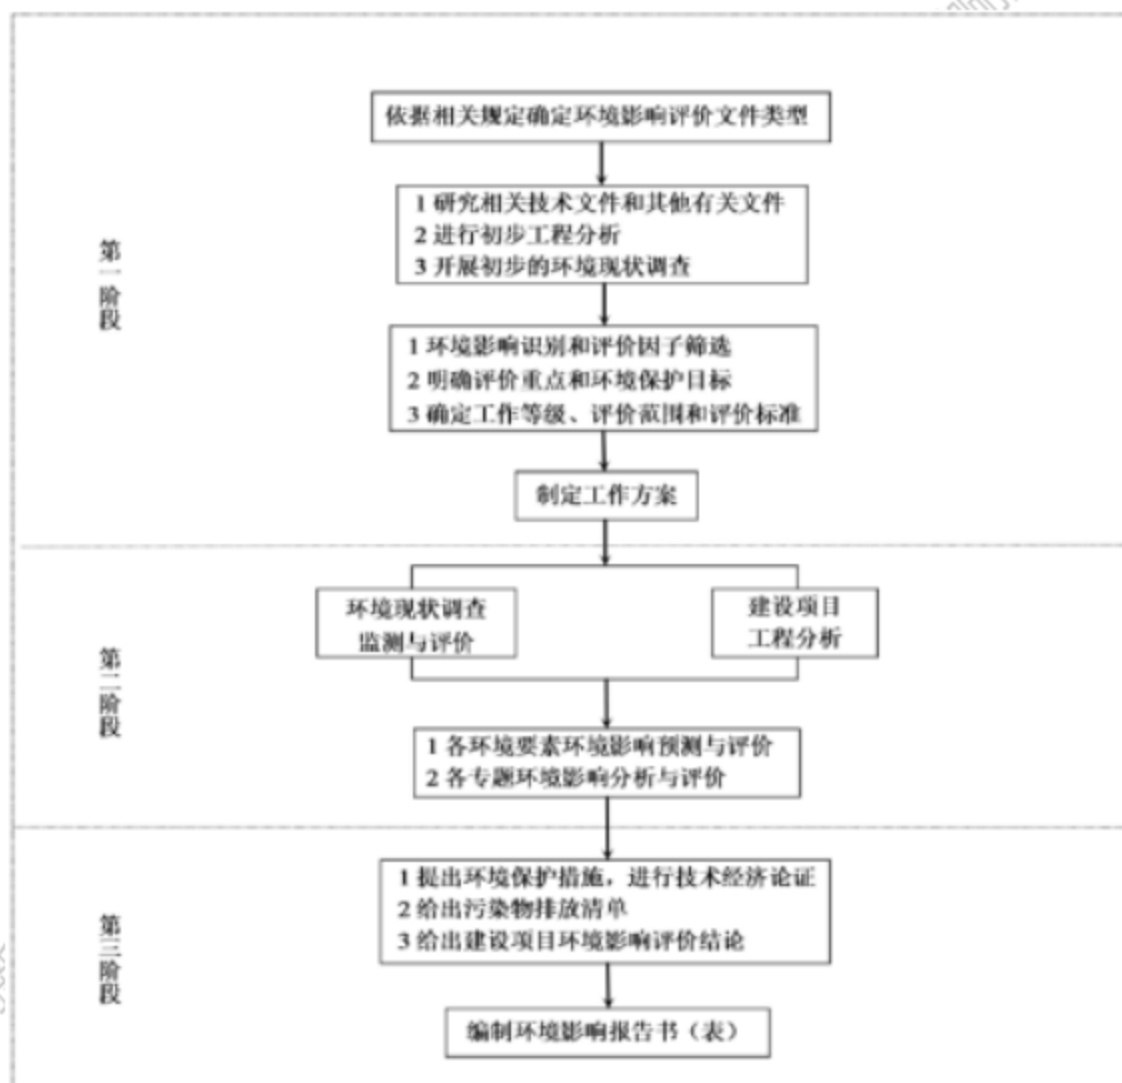 依据相关规定确定环境影响评价文件类型
第一阶段
1 研究相关技术文件和其他有关文件
2 进行初步工程分析
3 开展初步的环境现状调查
1 环境影响识别和评价因子筛选
2 明确评价重点和环境保护目标
3 确定工作等级、评价范围和评价标准
制定工作方案
第二阶段
环境现状调查
监测与评价
建设项目
工程分析
1 各环境要素环境影响预测与评价
2 各专题环境影响分析与评价
第三阶段
1 提出环境保护措施，进行技术经济论证
2 给出污染物排放清单
3 给出建设项目环境影响评价结论
编制环境影响报告书（表）